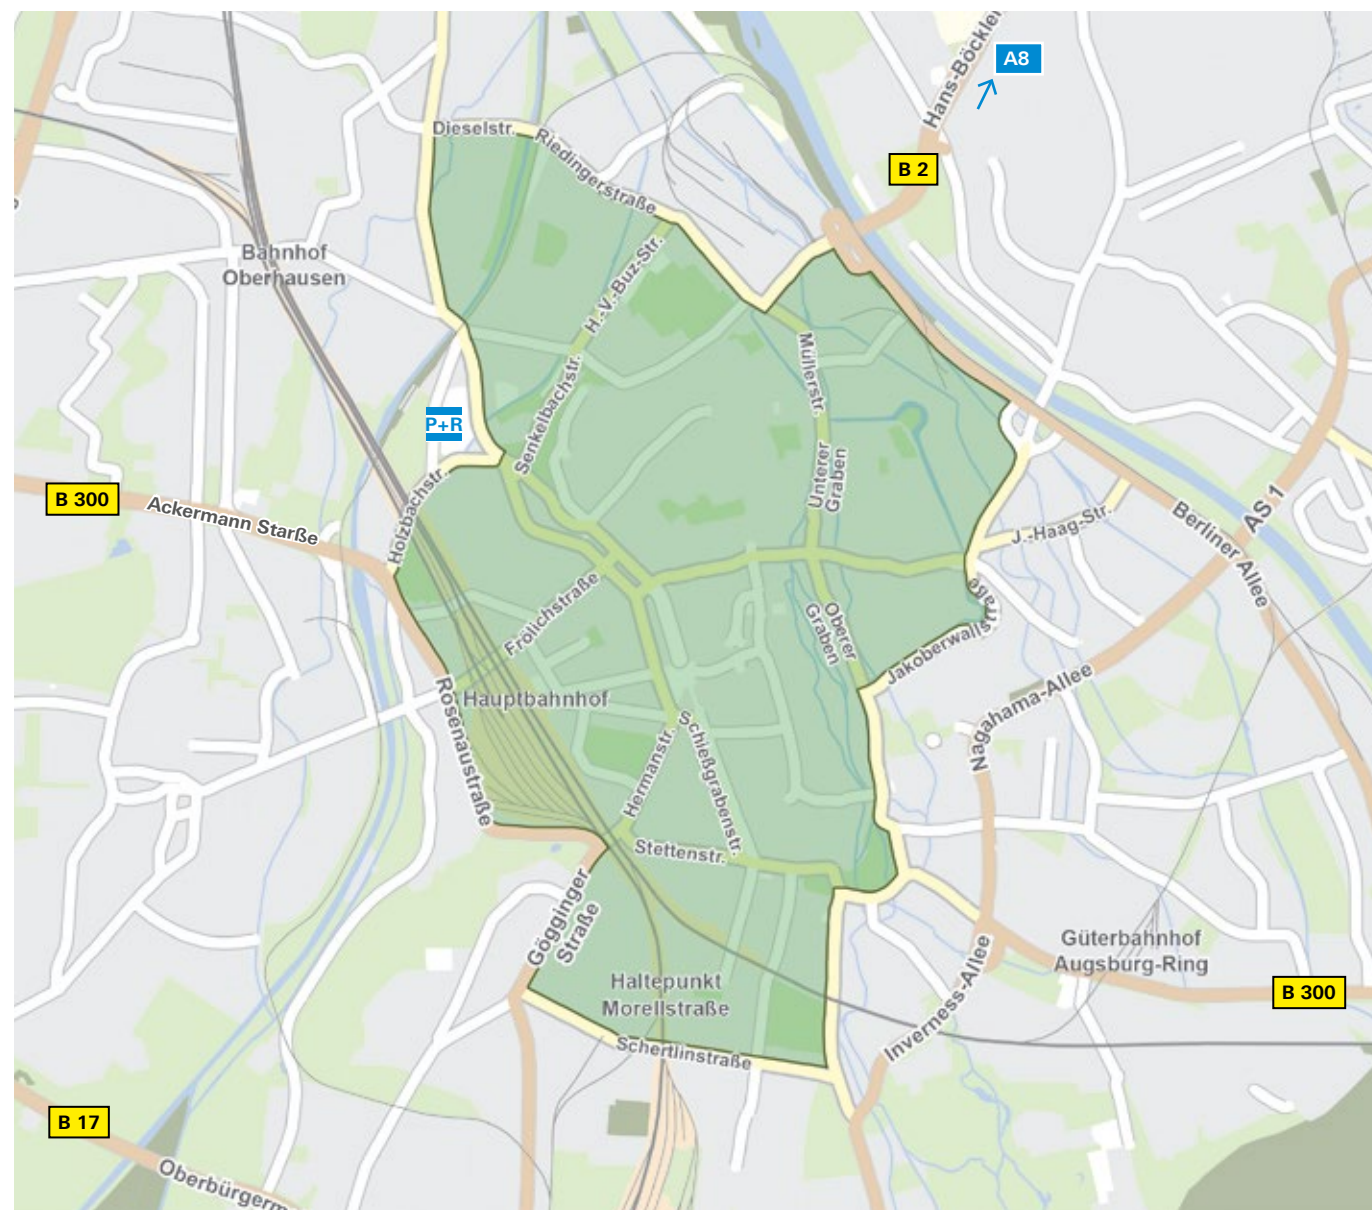 Hans-Böckler
A8
Dieselstr.
Riedingerstraße
B 2
Bahnhof
Oberhausen
H.-V.-Buz-Str.
Müllerstr.
Senkelbachstr.
P+R
Unterer
Graben
Holzbachstr.
B 300
Ackermann Starße
J.-Haag-Str.
Berliner Allee
AS 1
Frölichstraße
Oberer
Graben
Jakoberwallstraße
Hauptbahnhof
Rosenaustraße
Nagahama-Allee
Hermanstr.
Schießgrabenstr.
Stettenstr.
Gögginger
Straße
Güterbahnhof
Augsburg-Ring
B 300
Haltepunkt
Morellstraße
Inverness-Allee
Schertlinstraße
B 17
Oberbürgerm